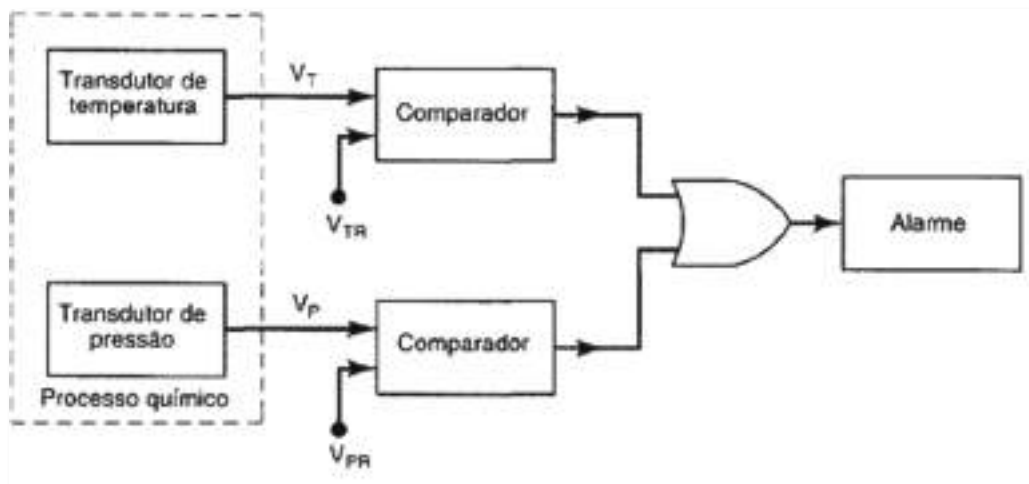 Transdutor de
temperatura
V_T
Comparador
V_TR
Alarme
Transdutor de
pressão
V_P
Comparador
V_PR
Processo químico